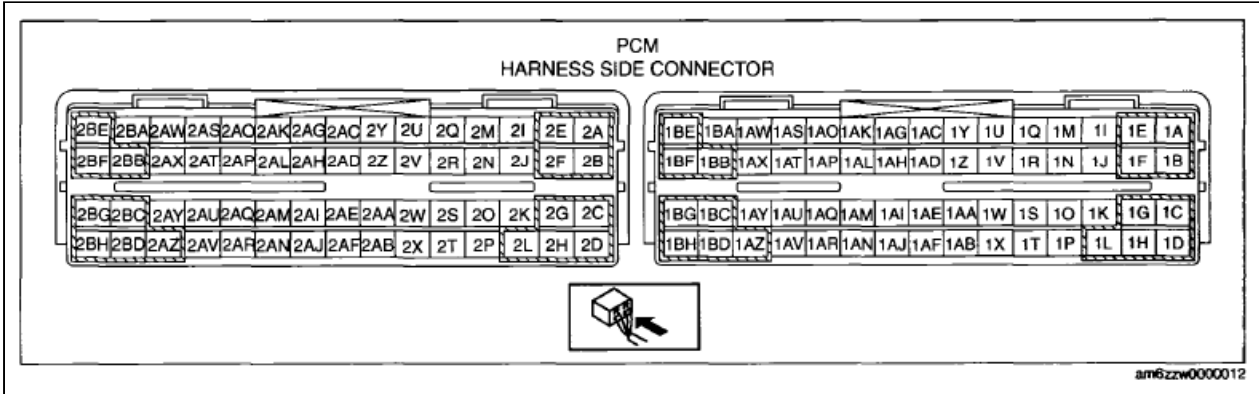 PCM
HARNESS SIDE CONNECTOR
2BE 2BA 2AW 2AS 2AO 2AK 2AG 2AC 2Y 2U 2Q 2M 2I 2E 2A
2BF 2BB 2AX 2AT 2AP 2AL 2AH 2AD 2Z 2V 2R 2N 2J 2F 2B
2BG 2BC 2AY 2AU 2AQ 2AM 2AI 2AE 2AA 2W 2S 2O 2K 2G 2C
2BH 2BD 2AZ 2AV 2AR 2AN 2AJ 2AF 2AB 2X 2T 2P 2L 2H 2D
1BE 1BA 1AW 1AS 1AO 1AK 1AG 1AC 1Y 1U 1Q 1M 1I 1E 1A
1BF 1BB 1AX 1AT 1AP 1AL 1AH 1AD 1Z 1V 1R 1N 1J 1F 1B
1BG 1BC 1AY 1AU 1AQ 1AM 1AI 1AE 1AA 1W 1S 1O 1K 1G 1C
1BH 1BD 1AZ 1AV 1AR 1AN 1AJ 1AF 1AB 1X 1T 1P 1L 1H 1D
am6zzw0000012